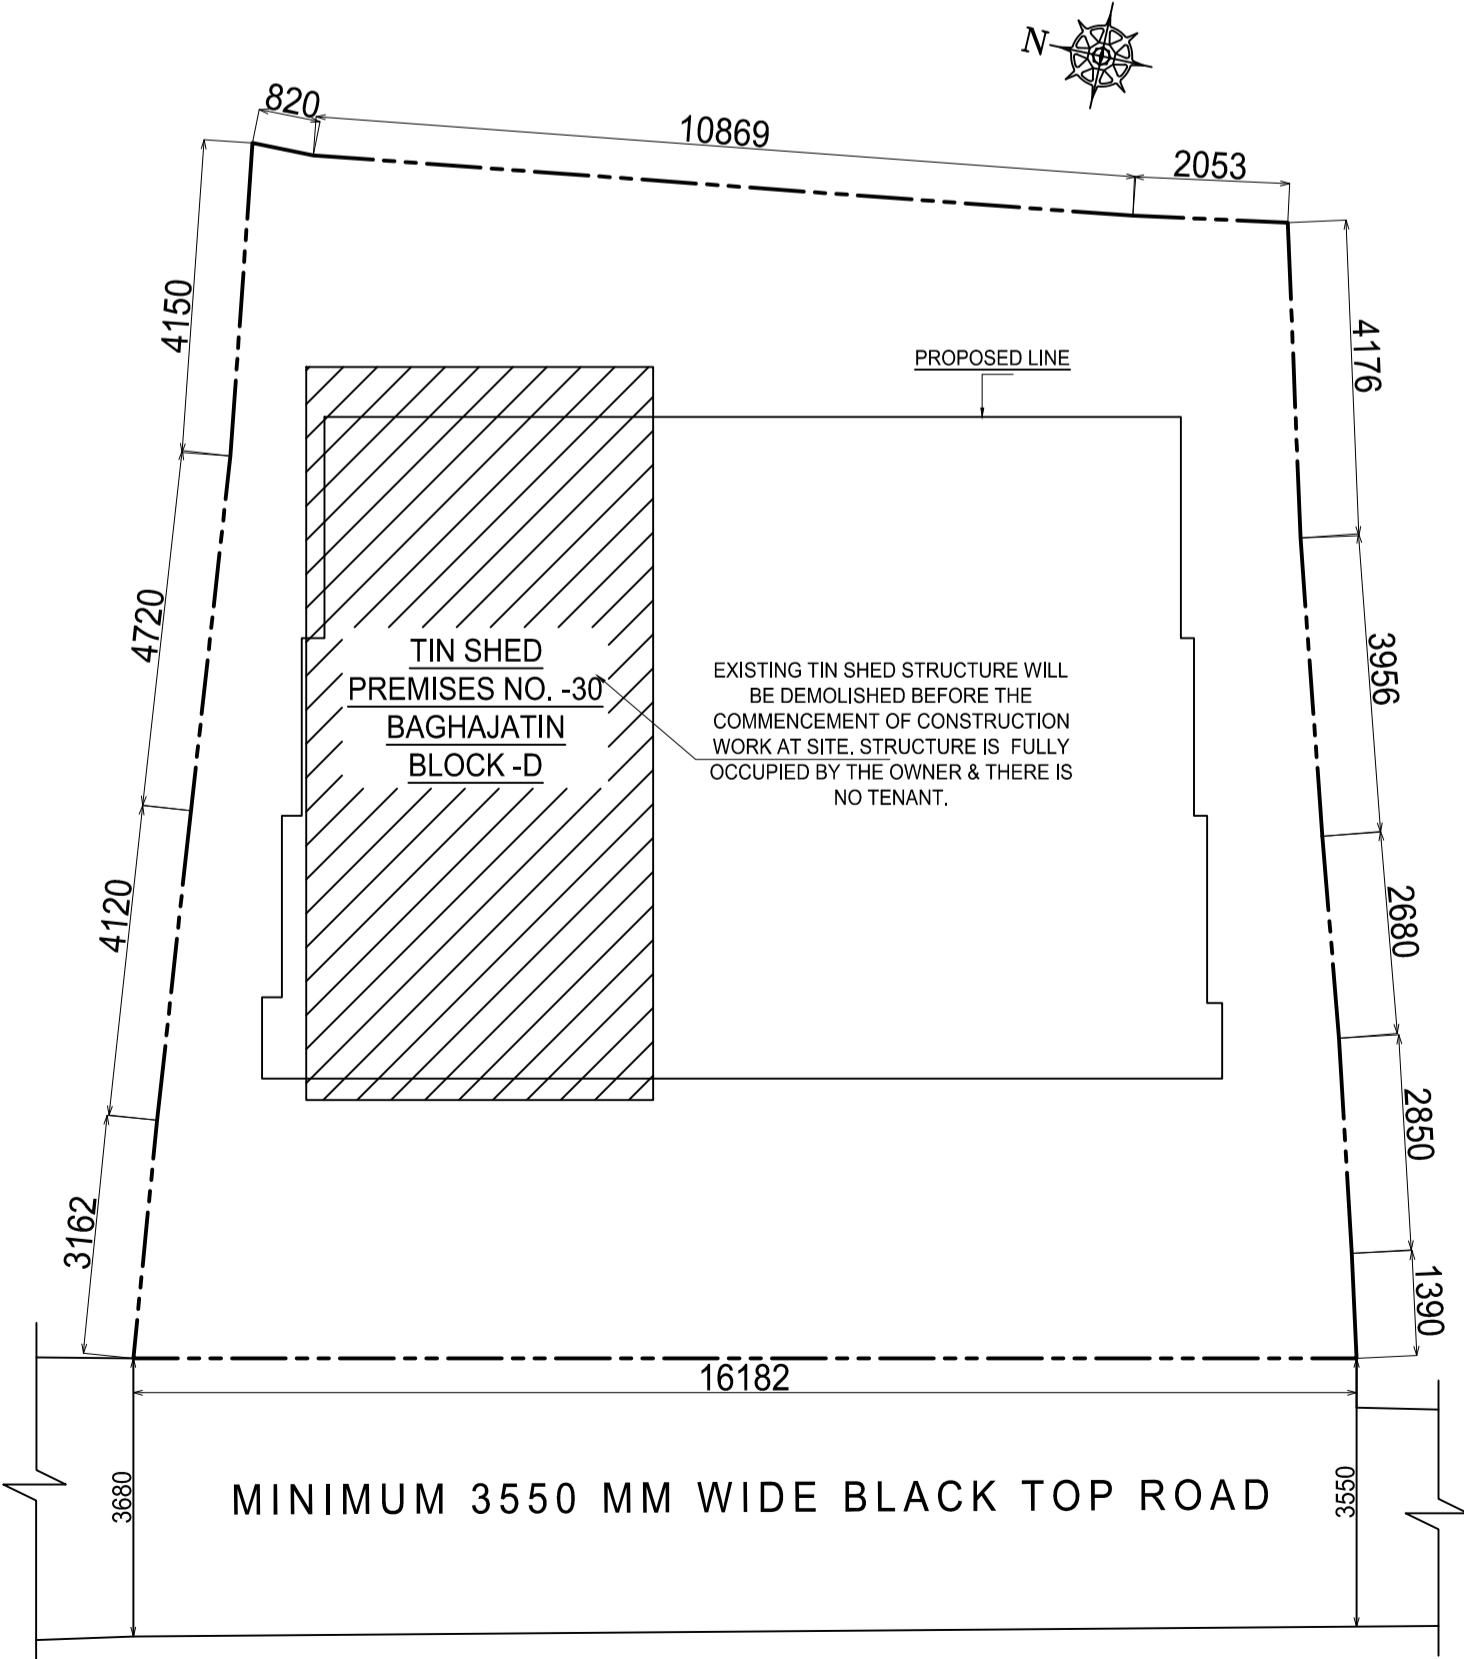 N
820
10869
2053
4150
4176
PROPOSED LINE
4720
3956
TIN SHED
PREMISES NO. -30
BAGHAJATIN
BLOCK -D
EXISTING TIN SHED STRUCTURE WILL
BE DEMOLISHED BEFORE THE
COMMENCEMENT OF CONSTRUCTION
WORK AT SITE. STRUCTURE IS FULLY
OCCUPIED BY THE OWNER & THERE IS
NO TENANT.
4120
2680
2850
3162
1390
16182
3680
MINIMUM 3550 MM WIDE BLACK TOP ROAD
3550